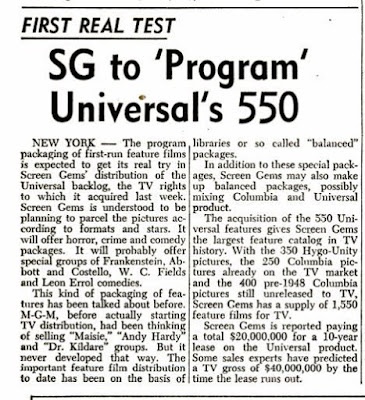 FIRST REAL TEST
SG to 'Program'
Universal's 550
NEW YORK — The program
packaging of first-run feature films
is expected to get its real try in
Screen Gems' distribution of the
Universal backlog, the TV rights
to which it acquired last week.
Screen Gems is understood to be
planning to parcel the pictures ac-
cording to formats and stars. It
will offer horror, crime and comedy
packages. It will probably offer
special groups of Frankenstein, Ab-
bott and Costello, W. C. Fields
and Leon Errol comedies.
This kind of packaging of fea-
tures has been talked about before.
M-G-M, before actually starting
TV distribution, had been thinking
of selling "Maisie," "Andy Hardy"
and "Dr. Kildare" groups. But it
never developed that way. The
important feature film distribution
to date has been on the basis of
libraries or so called "balanced"
packages.
In addition to these special pack-
ages, Screen Gems may also make
up balanced packages, possibly
mixing Columbia and Universal
product.
The acquisition of the 550 Uni-
versal features gives Screen Gems
the largest feature catalog in TV
history. With the 350 Hygo-Unity
pictures, the 250 Columbia pic-
tures already on the TV market
and the 400 pre-1948 Columbia
pictures still unreleased to TV,
Screen Gems has a supply of 1,550
feature films for TV.
Screen Gems is reported paying
a total $20,000,000 for a 10-year
lease on the Universal product.
Some sales experts have predicted
a TV gross of $40,000,000 by the
time the lease runs out.